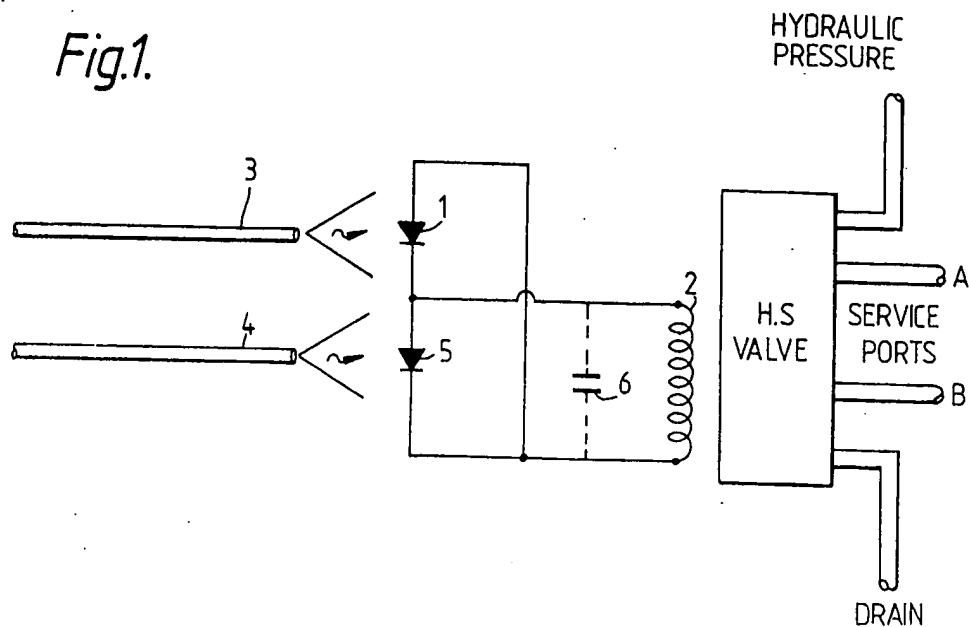 Fig.1.
HYDRAULIC
PRESSURE
3
1
4
5
6
2
H.S
VALVE
A
SERVICE
PORTS
B
DRAIN